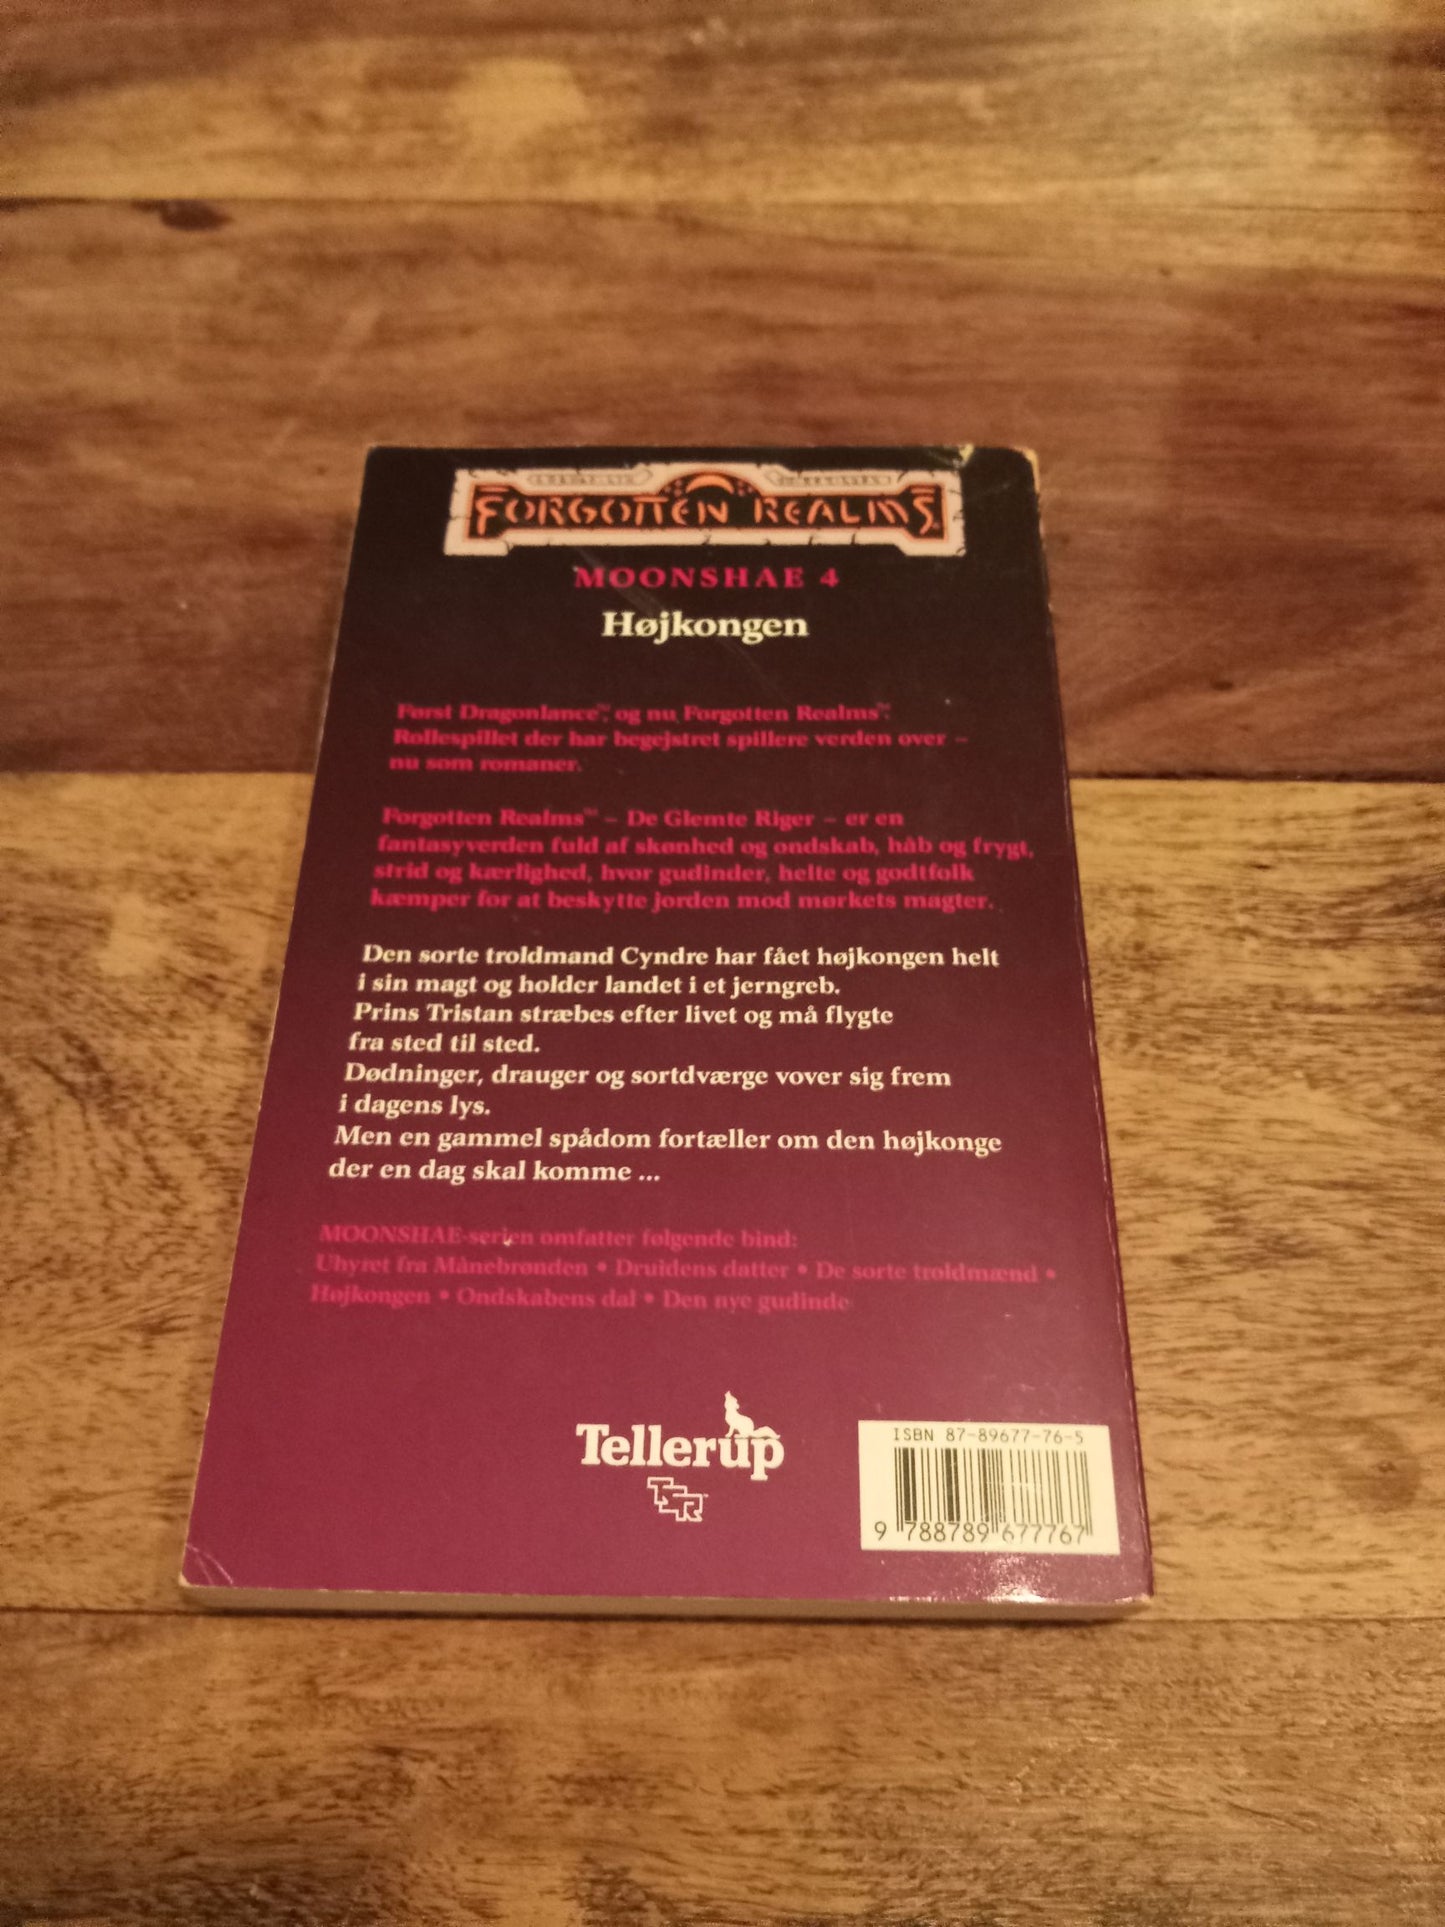 FORGOTTEN REALMS
MOONSHAE 4
Højkongen
Først Dragonlance™, og nu Forgotten Realms™.
Rollespillet der har begejstret spillere verden over –
nu som romaner.
Forgotten Realms™ – De Glemte Riger – er en
fantasyverden fuld af skønhed og ondskab, håb og frygt,
strid og kærlighed, hvor gudinder, helte og godtfolk
kæmper for at beskytte jorden mod mørkets magter.
Den sorte troldmand Cyndre har fået højkongen helt
i sin magt og holder landet i et jerngreb.
Prins Tristan stræbes efter livet og må flygte
fra sted til sted.
Dødninger, drauger og sortdværge vover sig frem
i dagens lys.
Men en gammel spådom fortæller om den højkonge
der en dag skal komme ...
MOONSHAE-serien omfatter følgende bind:
Uhyret fra Månebrønden • Druidens datter • De sorte troldmænd •
Højkongen • Ondskabens dal • Den nye gudinde
Tellerup
TSR™
ISBN 87-89677-76-5
9 788789 677767